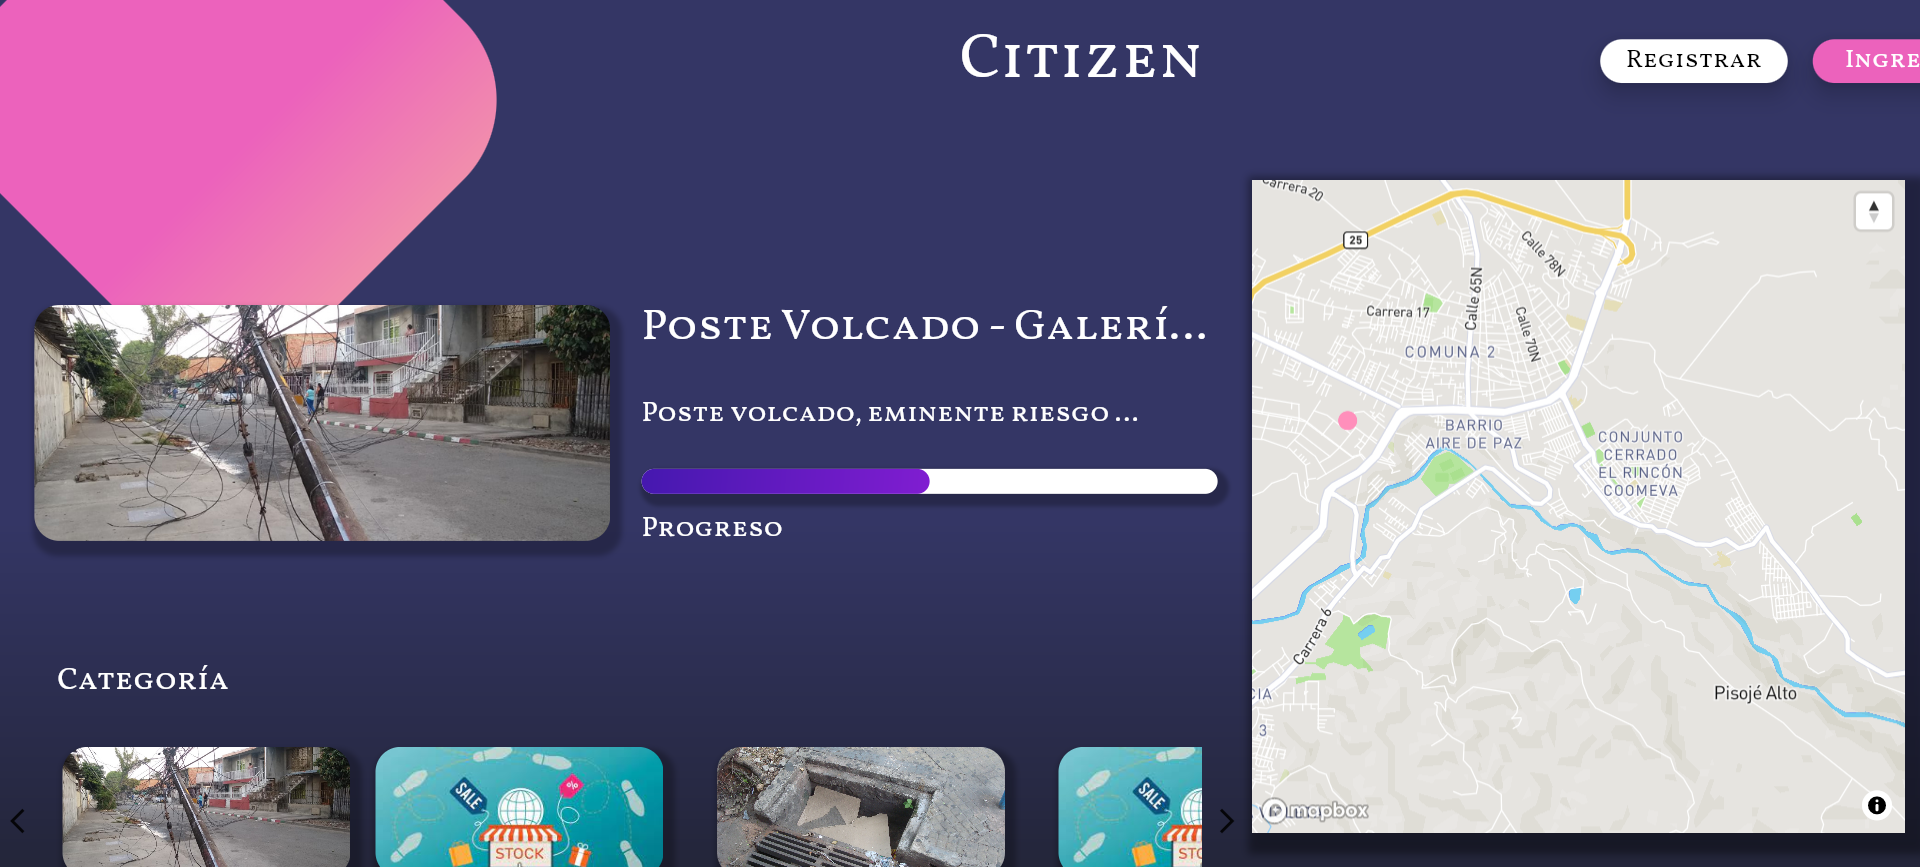 Citizen
Registrar
Ingre
Poste Volcado - Galerí...
Poste volcado, eminente riesgo ...
Progreso
Categoría
SALE
%
STOCK
SALE
STO
Carrera 20
25
Calle 78N
Calle 65N
Carrera 17
Calle 70N
COMUNA 2
BARRIO
AIRE DE PAZ
CONJUNTO
CERRADO
EL RINCÓN
COOMEVA
Carrera 6
CIA
3
Pisojé Alto
mapbox